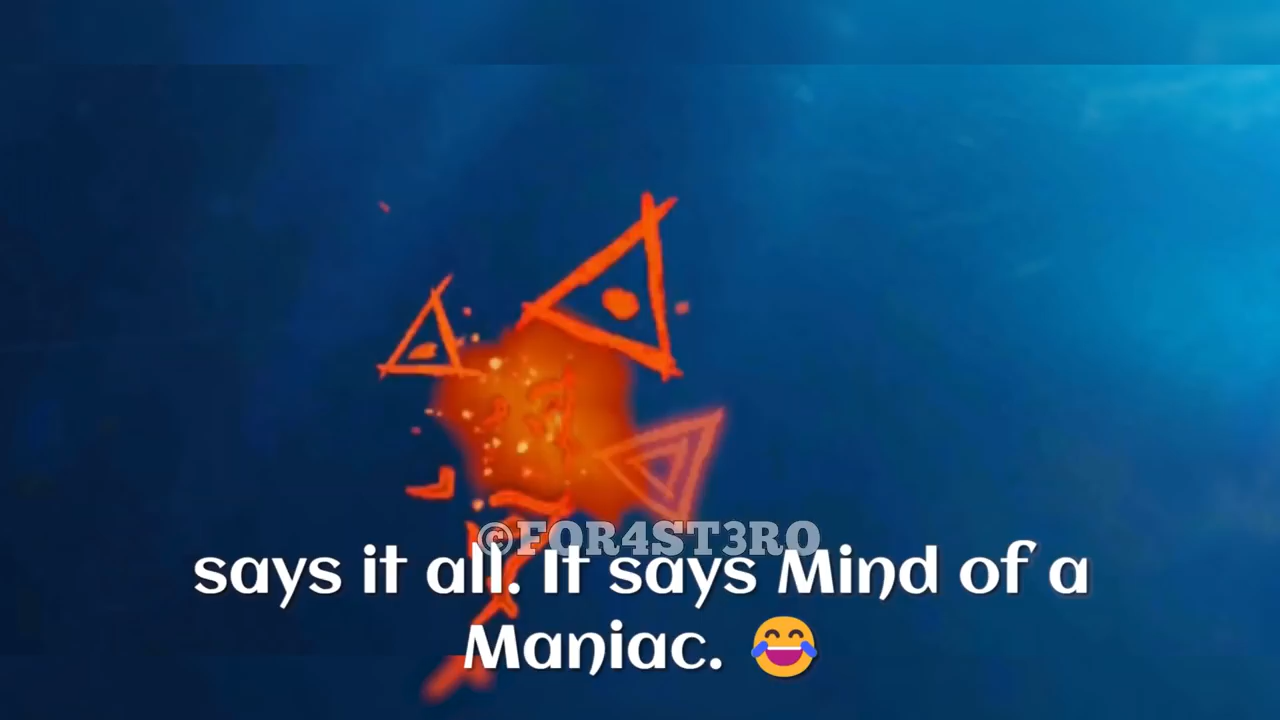 ©FOR4ST3RO
says it all. It says Mind of a
Maniac. 😂